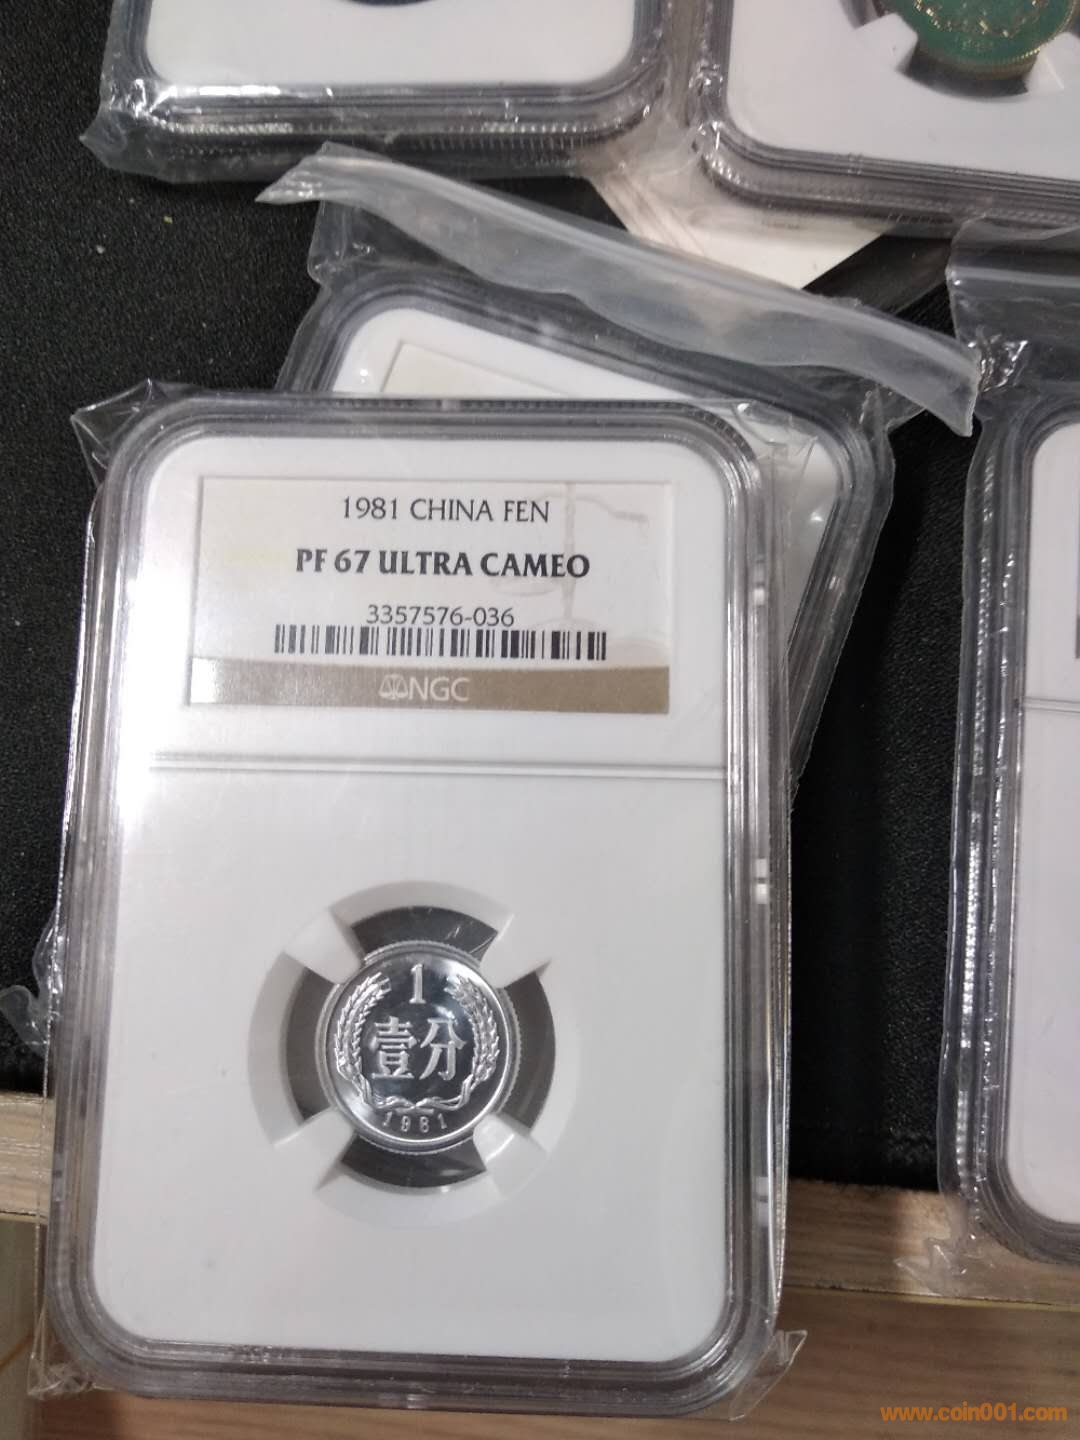 1981 CHINA FEN
PF 67 ULTRA CAMEO
3357576-036
NGC
1
壹分
1981
www.coin001.com